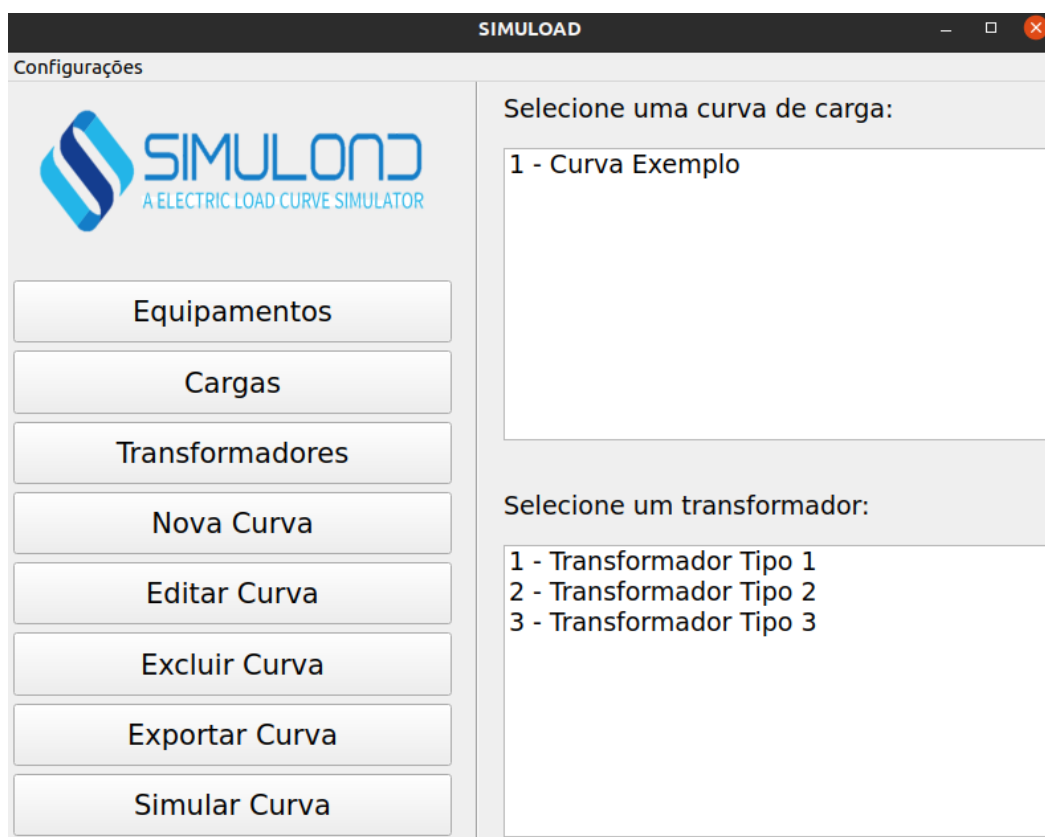 SIMULOAD
Configurações
SIMULOAD
A ELECTRIC LOAD CURVE SIMULATOR
Equipamentos
Cargas
Transformadores
Nova Curva
Editar Curva
Excluir Curva
Exportar Curva
Simular Curva
Selecione uma curva de carga:
1 - Curva Exemplo
Selecione um transformador:
1 - Transformador Tipo 1
2 - Transformador Tipo 2
3 - Transformador Tipo 3